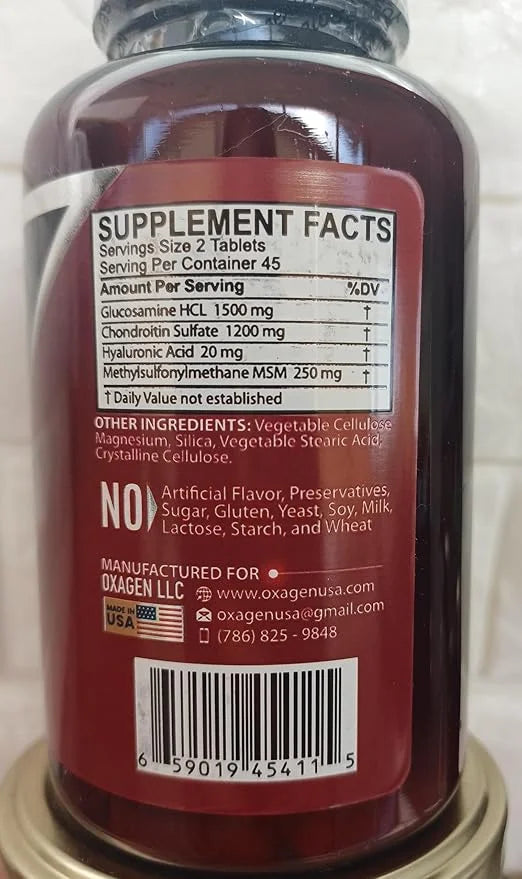 SUPPLEMENT FACTS
Servings Size 2 Tablets
Serving Per Container 45
Amount Per Serving %DV
Glucosamine HCL 1500 mg †
Chondroitin Sulfate 1200 mg †
Hyaluronic Acid 20 mg †
Methylsulfonylmethane MSM 250 mg †
† Daily Value not established
OTHER INGREDIENTS: Vegetable Cellulose
Magnesium, Silica, Vegetable Stearic Acid,
Crystalline Cellulose.
NO Artificial Flavor, Preservatives,
Sugar, Gluten, Yeast, Soy, Milk,
Lactose, Starch, and Wheat
MANUFACTURED FOR
OXAGEN LLC
www.oxagenusa.com
MADE IN
USA
oxagenusa@gmail.com
(786) 825 - 9848
6 59019 45411 5